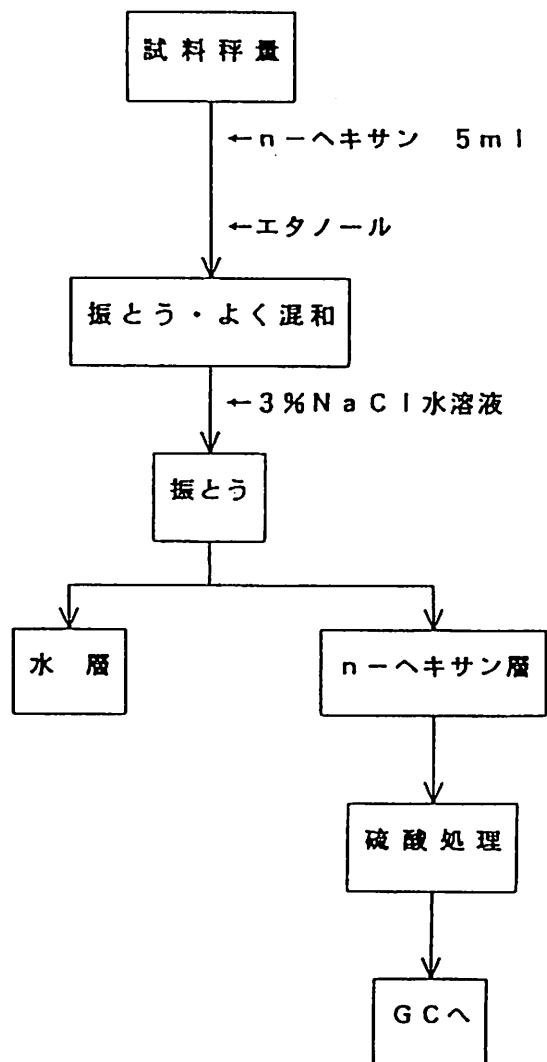 試料秤量
←n－ヘキサン　5ml
←エタノール
振とう・よく混和
←3%NaCl水溶液
振とう
水　層
n－ヘキサン層
硫酸処理
GCへ